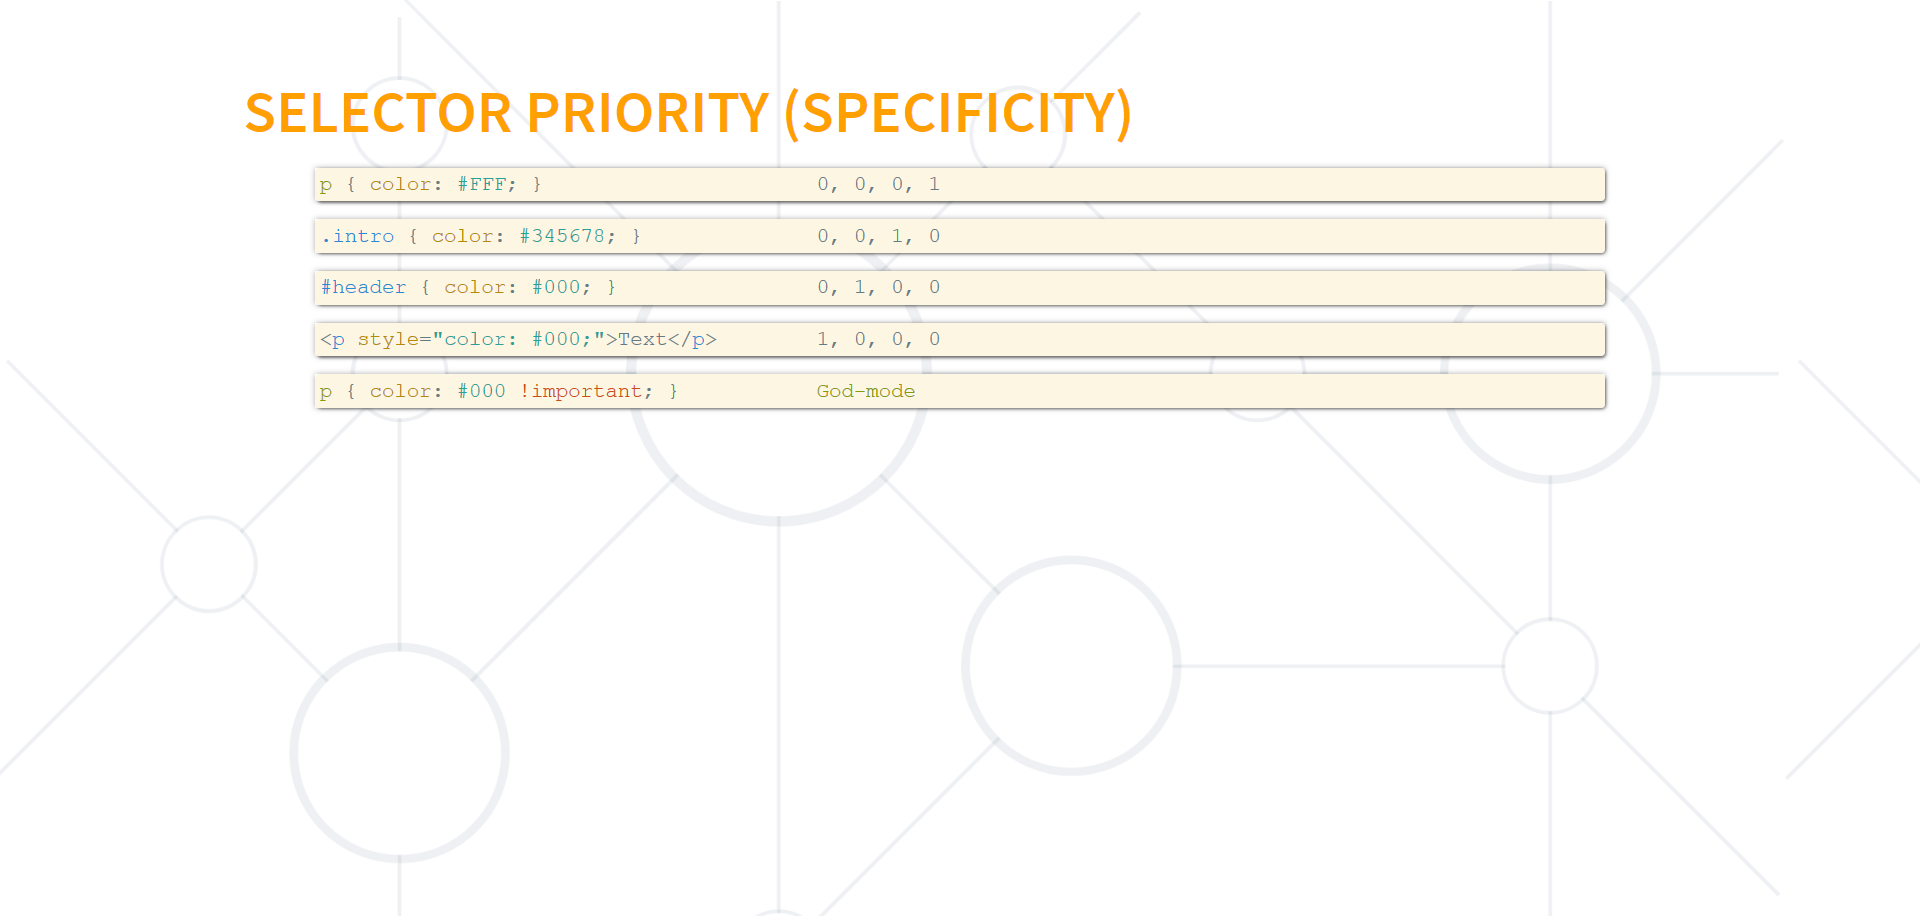 SELECTOR PRIORITY (SPECIFICITY)
p { color: #FFF; } 0, 0, 0, 1
.intro { color: #345678; } 0, 0, 1, 0
#header { color: #000; } 0, 1, 0, 0
<p style="color: #000;">Text</p> 1, 0, 0, 0
p { color: #000 !important; } God-mode